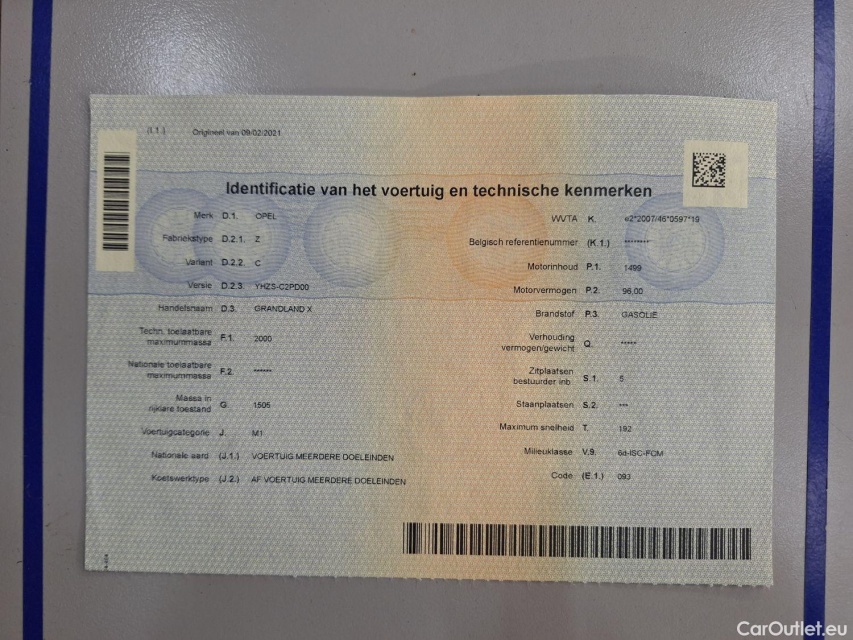 (I.1.) Origineel van 09/02/2021
Identificatie van het voertuig en technische kenmerken
Merk D.1. OPEL
Fabriekstype D.2.1. Z
Variant D.2.2. C
Versie D.2.3. YHZS-C2PD00
Handelsnaam D.3. GRANDLAND X
Techn. toelaatbare
maximummassa F.1. 2000
Nationale toelaatbare
maximummassa F.2. ******
Massa in
rijklare toestand G. 1505
Voertuigcategorie J. M1
Nationale aard (J.1.) VOERTUIG MEERDERE DOELEINDEN
Koetswerktype (J.2.) AF VOERTUIG MEERDERE DOELEINDEN
WVTA K. e2*2007/46*0597*19
Belgisch referentienummer (K.1.) ********
Motorinhoud P.1. 1499
Motorvermogen P.2. 96,00
Brandstof P.3. GASOLIE
Verhouding
vermogen/gewicht Q. *****
Zitplaatsen
bestuurder inb. S.1. 5
Staanplaatsen S.2. ***
Maximum snelheid T. 192
Milieuklasse V.9. 6d-ISC-FCM
Code (E.1.) 093
CarOutlet.eu